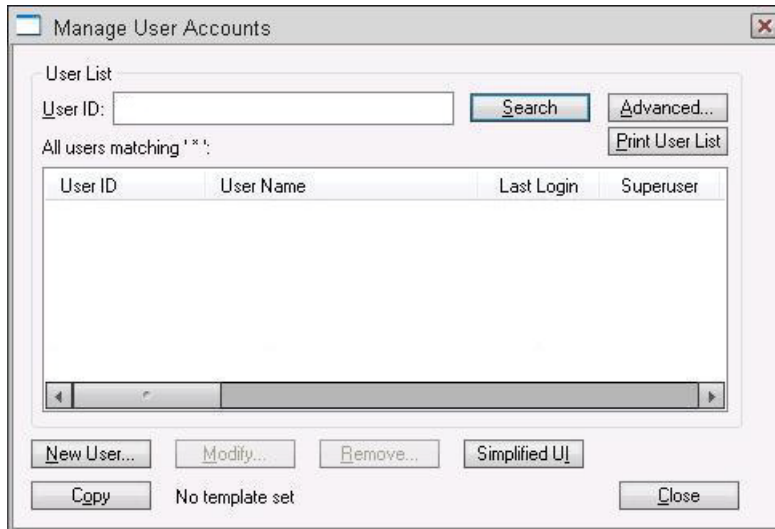 Manage User Accounts
User List
User ID:
Search
Advanced...
All users matching ' * ':
Print User List
User ID User Name Last Login Superuser
New User... Modify... Remove... Simplified UI
Copy No template set Close